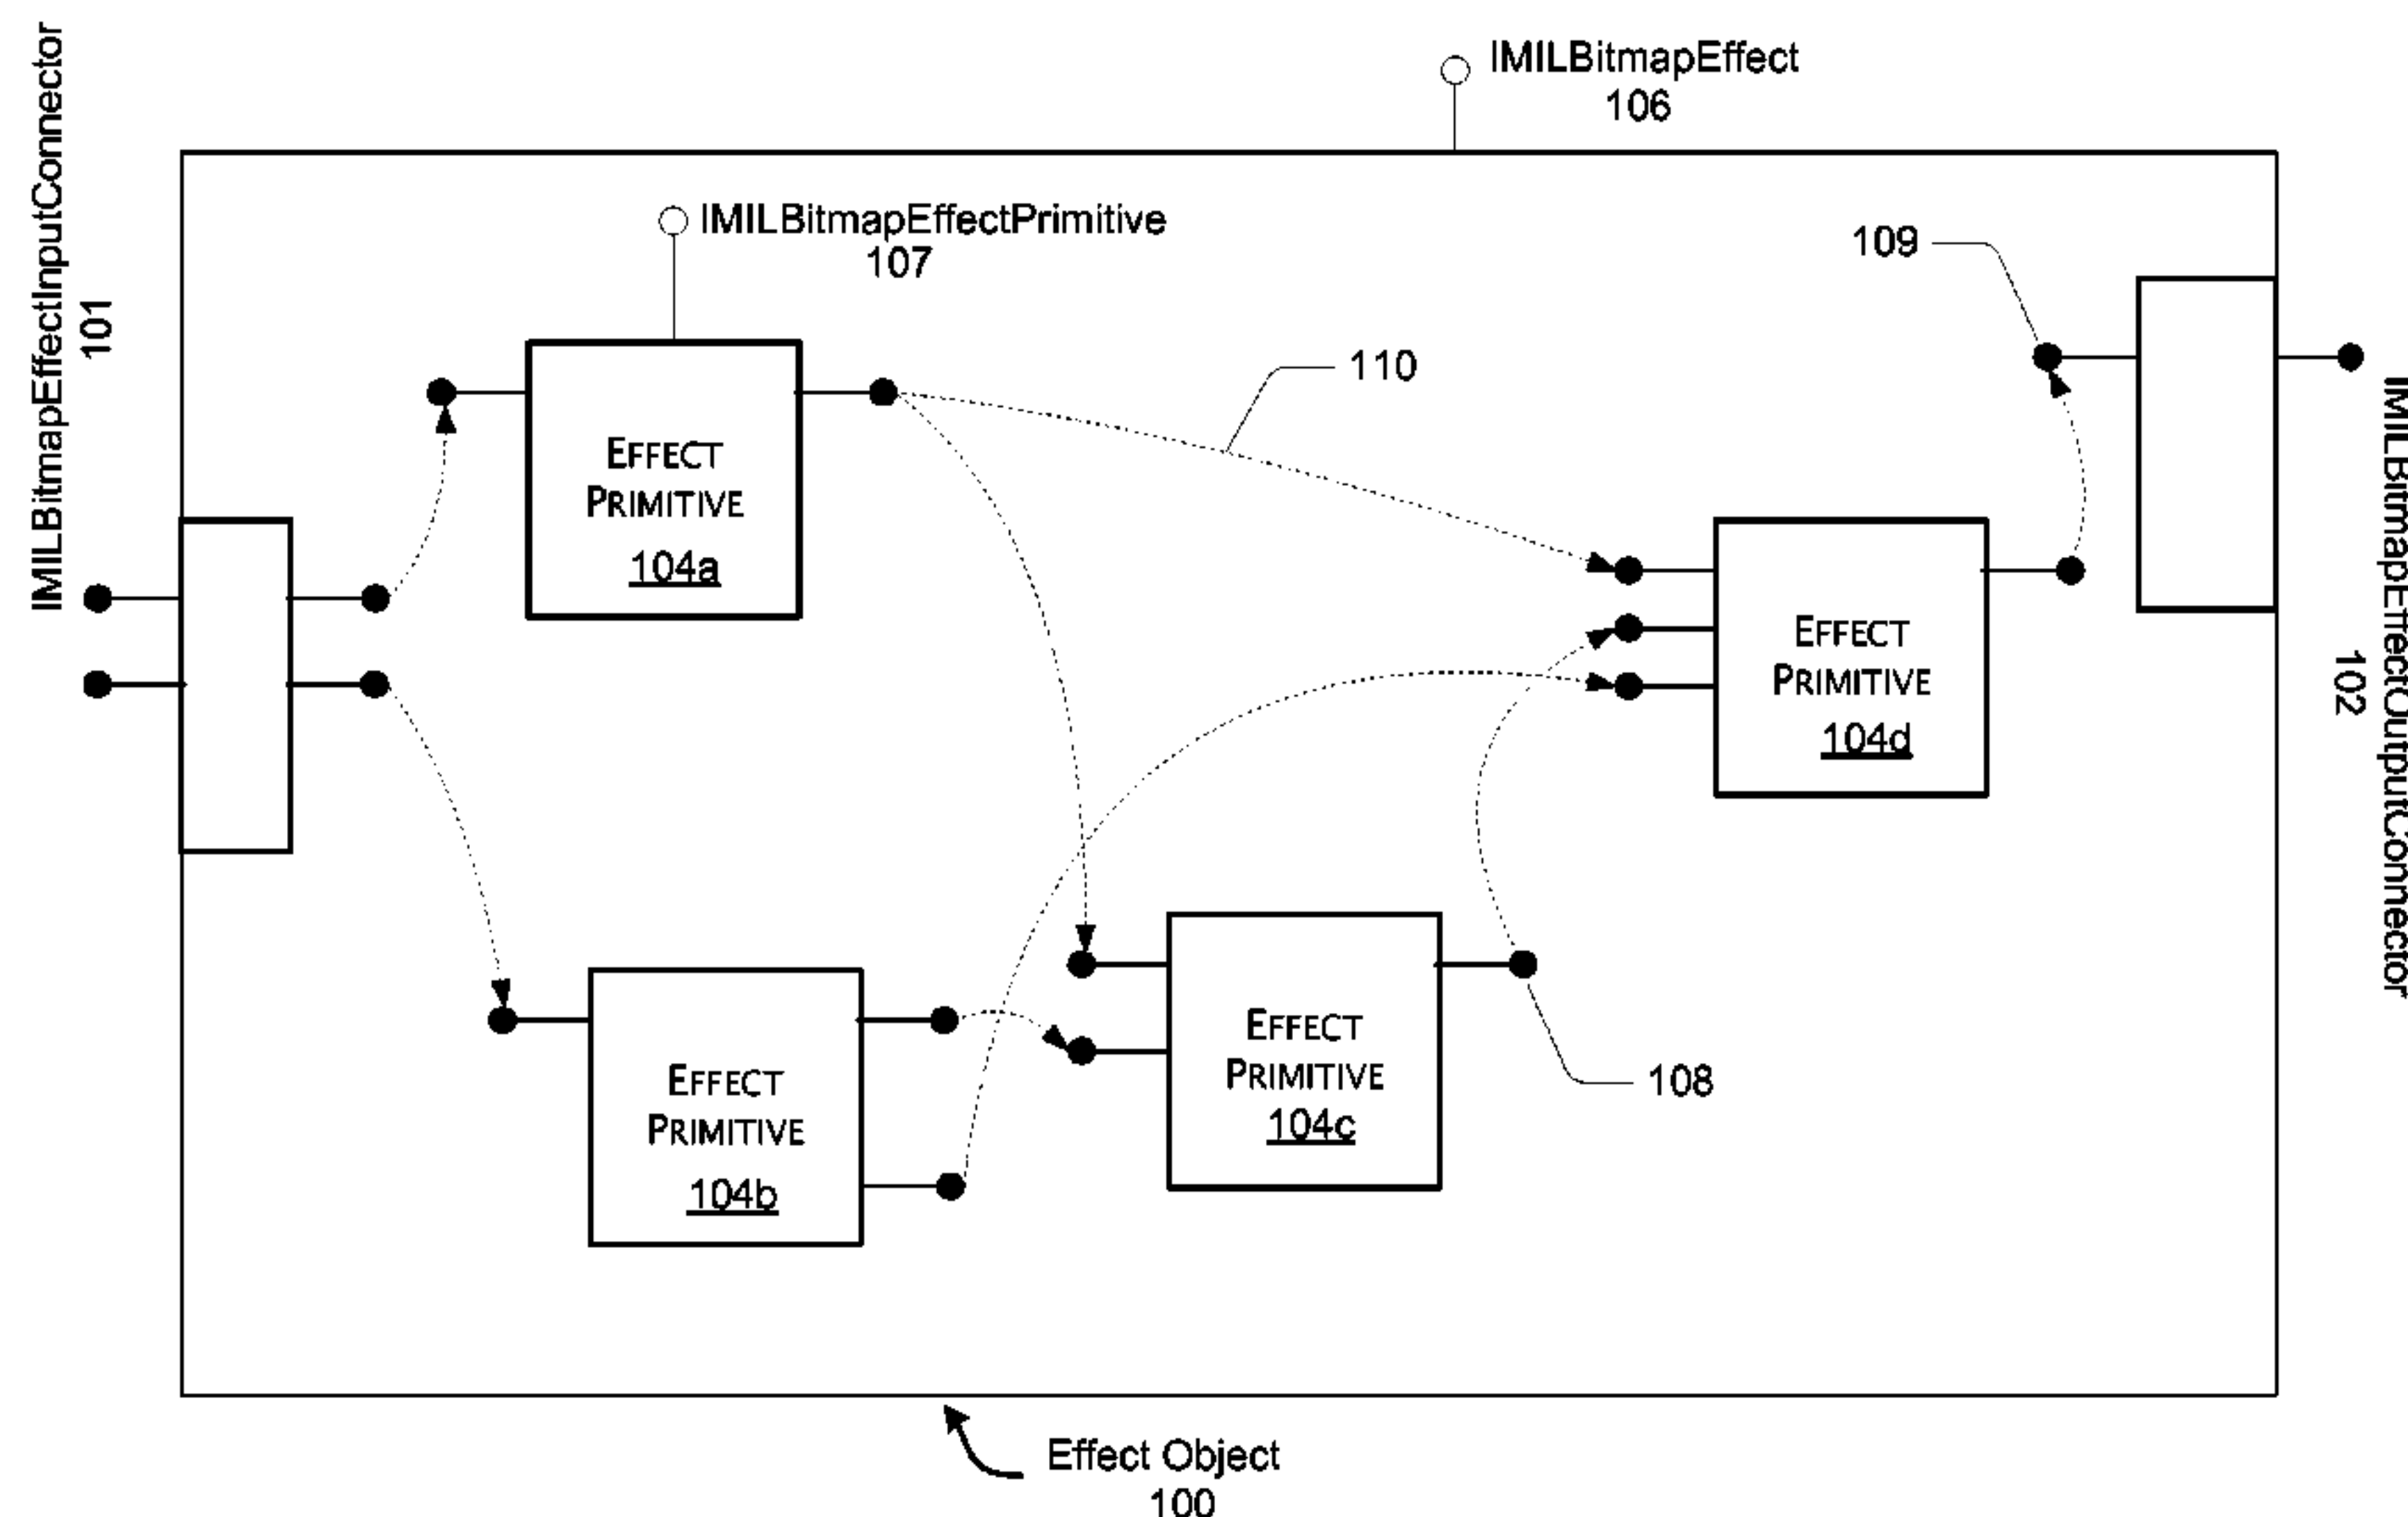 IMILBitmapEffectInputConnector
101
IMILBitmapEffect
106
IMILBitmapEffectPrimitive
107
109
110
EFFECT
PRIMITIVE
104a
EFFECT
PRIMITIVE
104d
IMILBitmapEffectOutputConnector
102
EFFECT
PRIMITIVE
104b
EFFECT
PRIMITIVE
104c
108
Effect Object
100